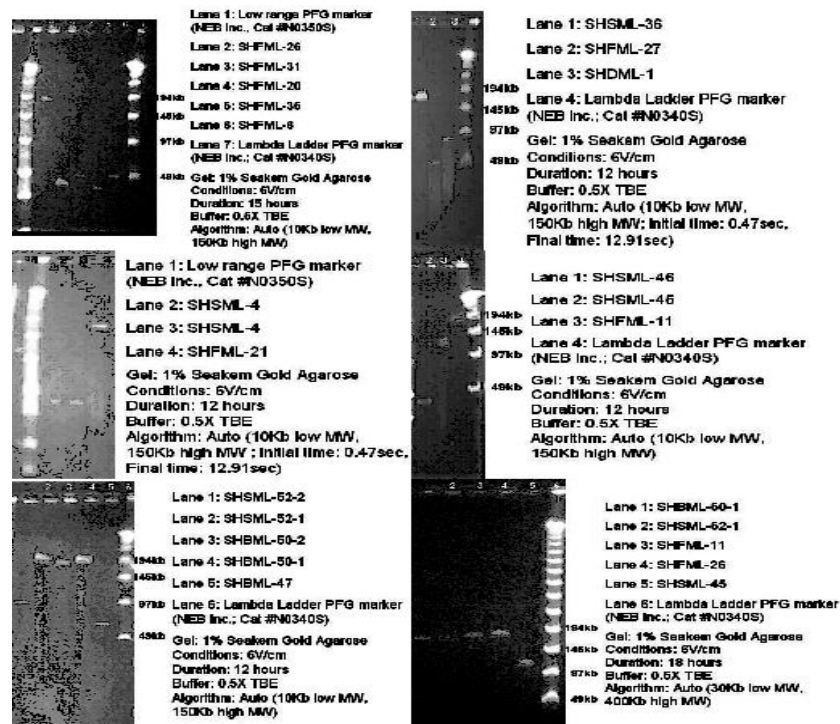 Lane 1: Low range PFG marker
(NEB Inc., Cat #N0350S)
Lane 2: SHFML-26
Lane 3: SHFML-31
Lane 4: SHFML-20
Lane 5: SHFML-35
Lane 6: SHFML-6
Lane 7: Lambda Ladder PFG marker
(NEB Inc.; Cat #N0340S)
Gel: 1% Seakem Gold Agarose
Conditions: 6V/cm
Duration: 15 hours
Buffer: 0.5X TBE
Algorithm: Auto (10Kb low MW,
150Kb high MW)
194kb
145kb
97kb
49kb
Lane 1: SHSML-36
Lane 2: SHFML-27
Lane 3: SHDML-1
Lane 4: Lambda Ladder PFG marker
(NEB Inc.; Cat #N0340S)
Gel: 1% Seakem Gold Agarose
Conditions: 6V/cm
Duration: 12 hours
Buffer: 0.5X TBE
Algorithm: Auto (10Kb low MW,
150Kb high MW; Initial time: 0.47sec,
Final time: 12.91sec)
194kb
145kb
97kb
49kb
Lane 1: Low range PFG marker
(NEB Inc., Cat #N0350S)
Lane 2: SHSML-4
Lane 3: SHSML-4
Lane 4: SHFML-21
Gel: 1% Seakem Gold Agarose
Conditions: 6V/cm
Duration: 12 hours
Buffer: 0.5X TBE
Algorithm: Auto (10Kb low MW,
150Kb high MW ; Initial time: 0.47sec,
Final time: 12.91sec)
Lane 1: SHSML-46
Lane 2: SHSML-45
Lane 3: SHFML-11
Lane 4: Lambda Ladder PFG marker
(NEB Inc.; Cat #N0340S)
Gel: 1% Seakem Gold Agarose
Conditions: 6V/cm
Duration: 12 hours
Buffer: 0.5X TBE
Algorithm: Auto (10Kb low MW,
150Kb high MW)
194kb
145kb
97kb
49kb
Lane 1: SHSML-52-2
Lane 2: SHSML-52-1
Lane 3: SHBML-50-2
Lane 4: SHBML-50-1
Lane 5: SHBML-47
Lane 6: Lambda Ladder PFG marker
(NEB Inc.; Cat #N0340S)
Gel: 1% Seakem Gold Agarose
Conditions: 6V/cm
Duration: 12 hours
Buffer: 0.5X TBE
Algorithm: Auto (10Kb low MW,
150Kb high MW)
194kb
145kb
97kb
49kb
Lane 1: SHBML-50-1
Lane 2: SHSML-52-1
Lane 3: SHFML-11
Lane 4: SHFML-26
Lane 5: SHSML-45
Lane 6: Lambda Ladder PFG marker
(NEB Inc.; Cat #N0340S)
Gel: 1% Seakem Gold Agarose
Conditions: 6V/cm
Duration: 18 hours
Buffer: 0.5X TBE
Algorithm: Auto (30Kb low MW,
400Kb high MW)
194kb
145kb
97kb
49kb